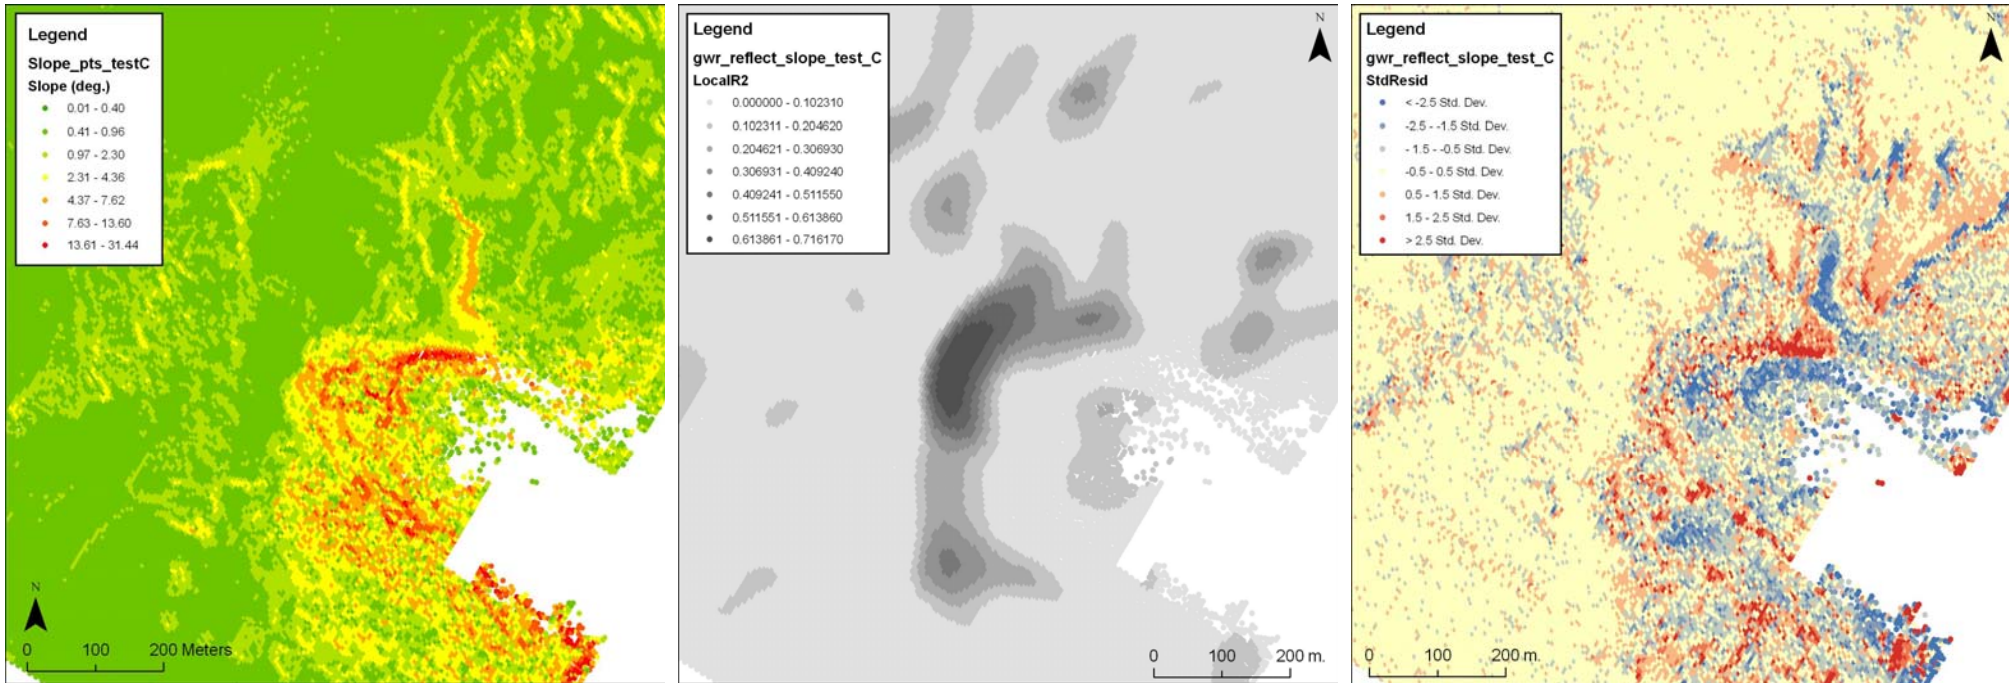 Legend
Slope_pts_testC
Slope (deg.)
0.01 - 0.40
0.41 - 0.96
0.97 - 2.30
2.31 - 4.36
4.37 - 7.62
7.63 - 13.60
13.61 - 31.44
N
0 100 200 Meters
Legend
gwr_reflect_slope_test_C
LocalR2
0.000000 - 0.102310
0.102311 - 0.204620
0.204621 - 0.306930
0.306931 - 0.409240
0.409241 - 0.511550
0.511551 - 0.613860
0.613861 - 0.716170
N
0 100 200 m.
Legend
gwr_reflect_slope_test_C
StdResid
< -2.5 Std. Dev.
-2.5 - -1.5 Std. Dev.
-1.5 - -0.5 Std. Dev.
-0.5 - 0.5 Std. Dev.
0.5 - 1.5 Std. Dev.
1.5 - 2.5 Std. Dev.
> 2.5 Std. Dev.
N
0 100 200 m.